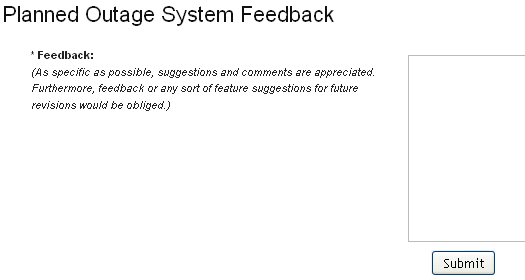 Planned Outage System Feedback
* Feedback:
(As specific as possible, suggestions and comments are appreciated.
Furthermore, feedback or any sort of feature suggestions for future
revisions would be obliged.)
Submit